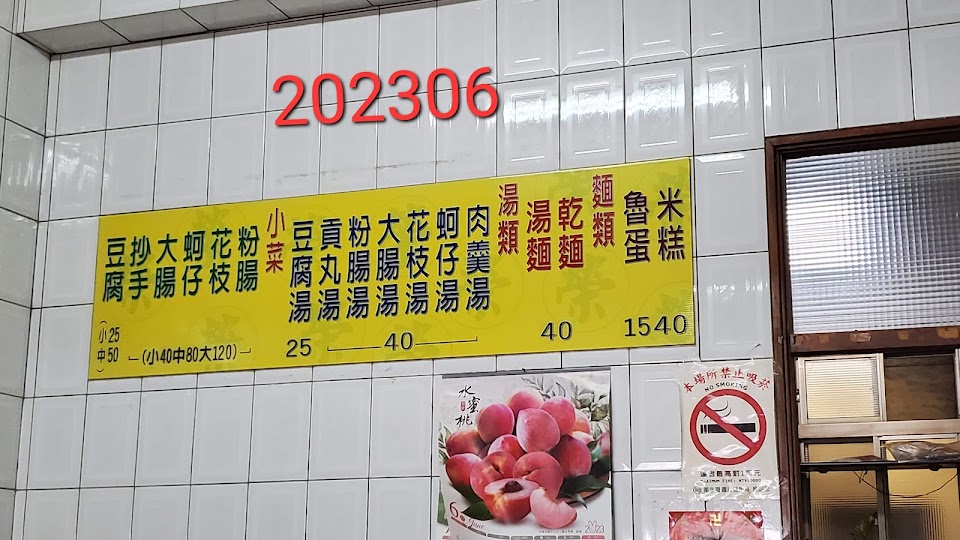 202306
米糕 40
魯蛋 15
麵類
乾麵
湯麵
40
湯類
肉羹湯
蚵仔湯
花枝湯
大腸湯
粉腸湯
貢丸湯
40
豆腐湯
25
小菜
粉腸
花枝
蚵仔
大腸
抄手
(小40中80大120)
豆腐
(小25
中50)
水蜜桃
6
2023
本場所禁止吸菸
NO SMOKING